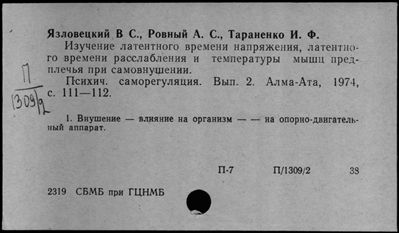 Язловецкий В С., Ровный А. С., Тараненко И. Ф.
Изучение латентного времени напряжения, латентно-
го времени расслабления и температуры мышц пред-
плечья при самовнушении.
Психич. саморегуляция. Вып. 2. Алма-Ата, 1974,
с. 111—112.
П
1309/2
1. Внушение — влияние на организм — — на опорно-двигатель-
ный аппарат.
П-7 П/1309/2 38
2319 СБМБ при ГЦНМБ